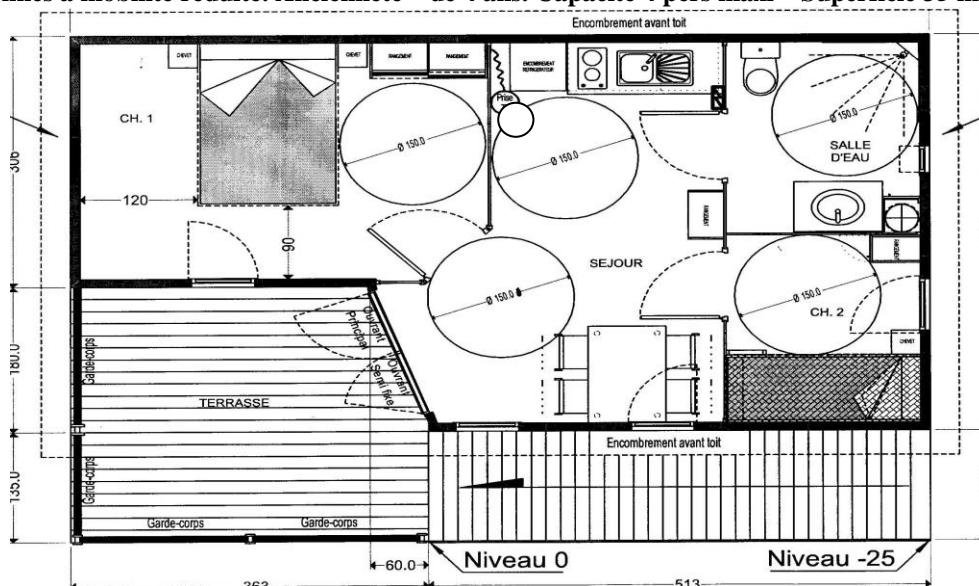 Encombrement avant toit
CHEVET
CHEVET
RANGEMENT
RANGEMENT
ENCOMBREMENT
REFRIGERATEUR
Prise
CH. 1
Ø 150.0
Ø 150.0
Ø 150.0
SALLE
D'EAU
306
120
90
RANGEMENT
RANGEMENT
SEJOUR
Ø 150.0
Ø 150.0
CH. 2
CHEVET
Ouvrant
Principal
Ouvrant
Semi fixe
180.0
Garde-corps
TERRASSE
Encombrement avant toit
135.0
Garde-corps
Garde-corps
Garde-corps
60.0
Niveau 0
Niveau -25
363
513